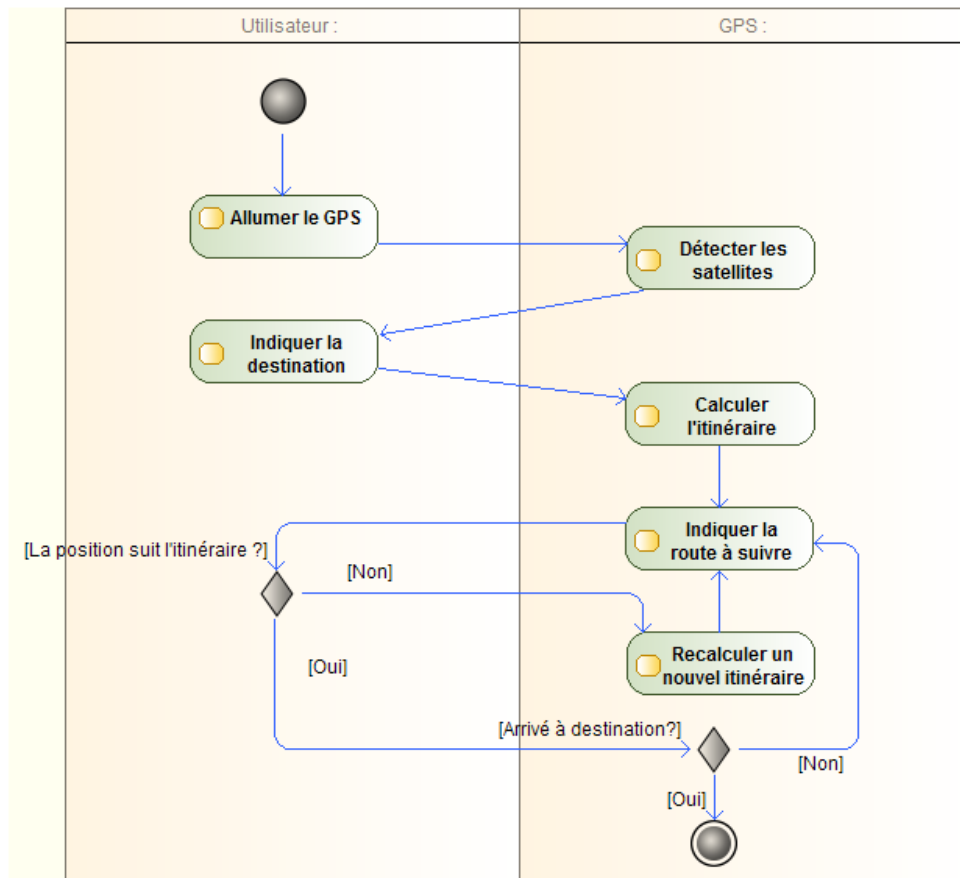 Utilisateur :
GPS :
Allumer le GPS
Détecter les
satellites
Indiquer la
destination
Calculer
l'itinéraire
Indiquer la
route à suivre
[La position suit l'itinéraire ?]
[Non]
[Oui]
Recalculer un
nouvel itinéraire
[Arrivé à destination?]
[Non]
[Oui]